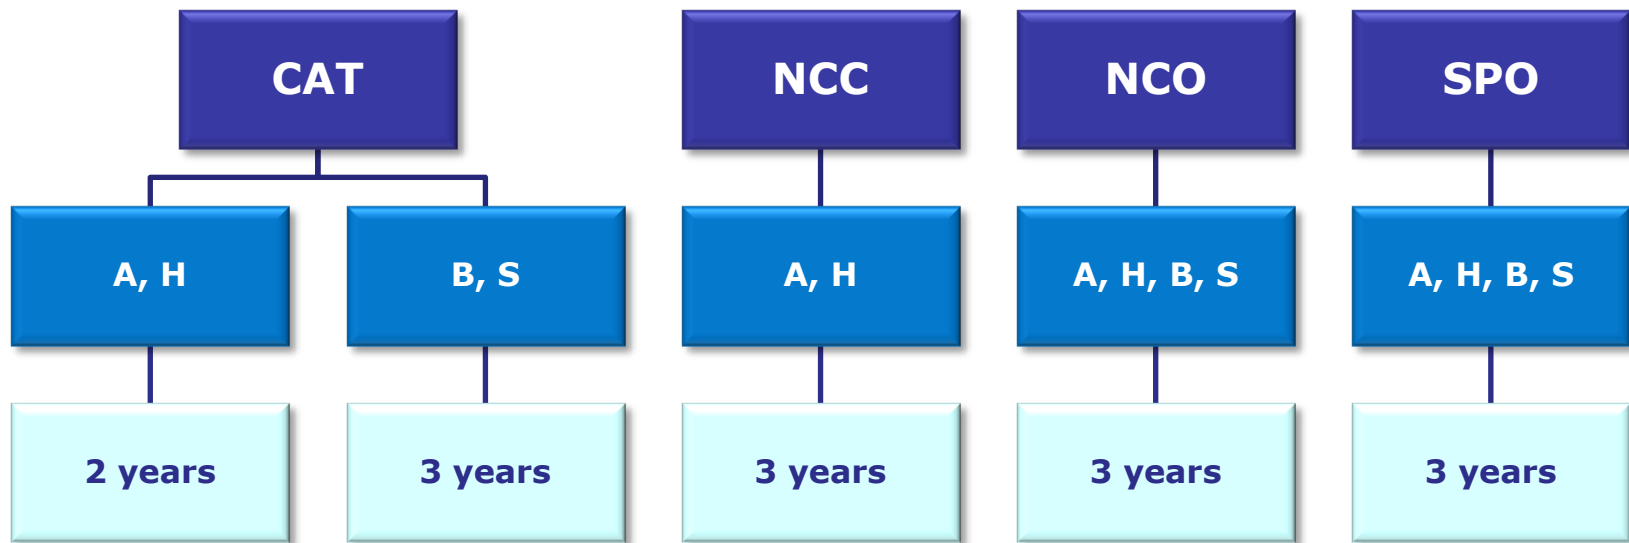 CAT
NCC
NCO
SPO
A, H
B, S
A, H
A, H, B, S
A, H, B, S
2 years
3 years
3 years
3 years
3 years